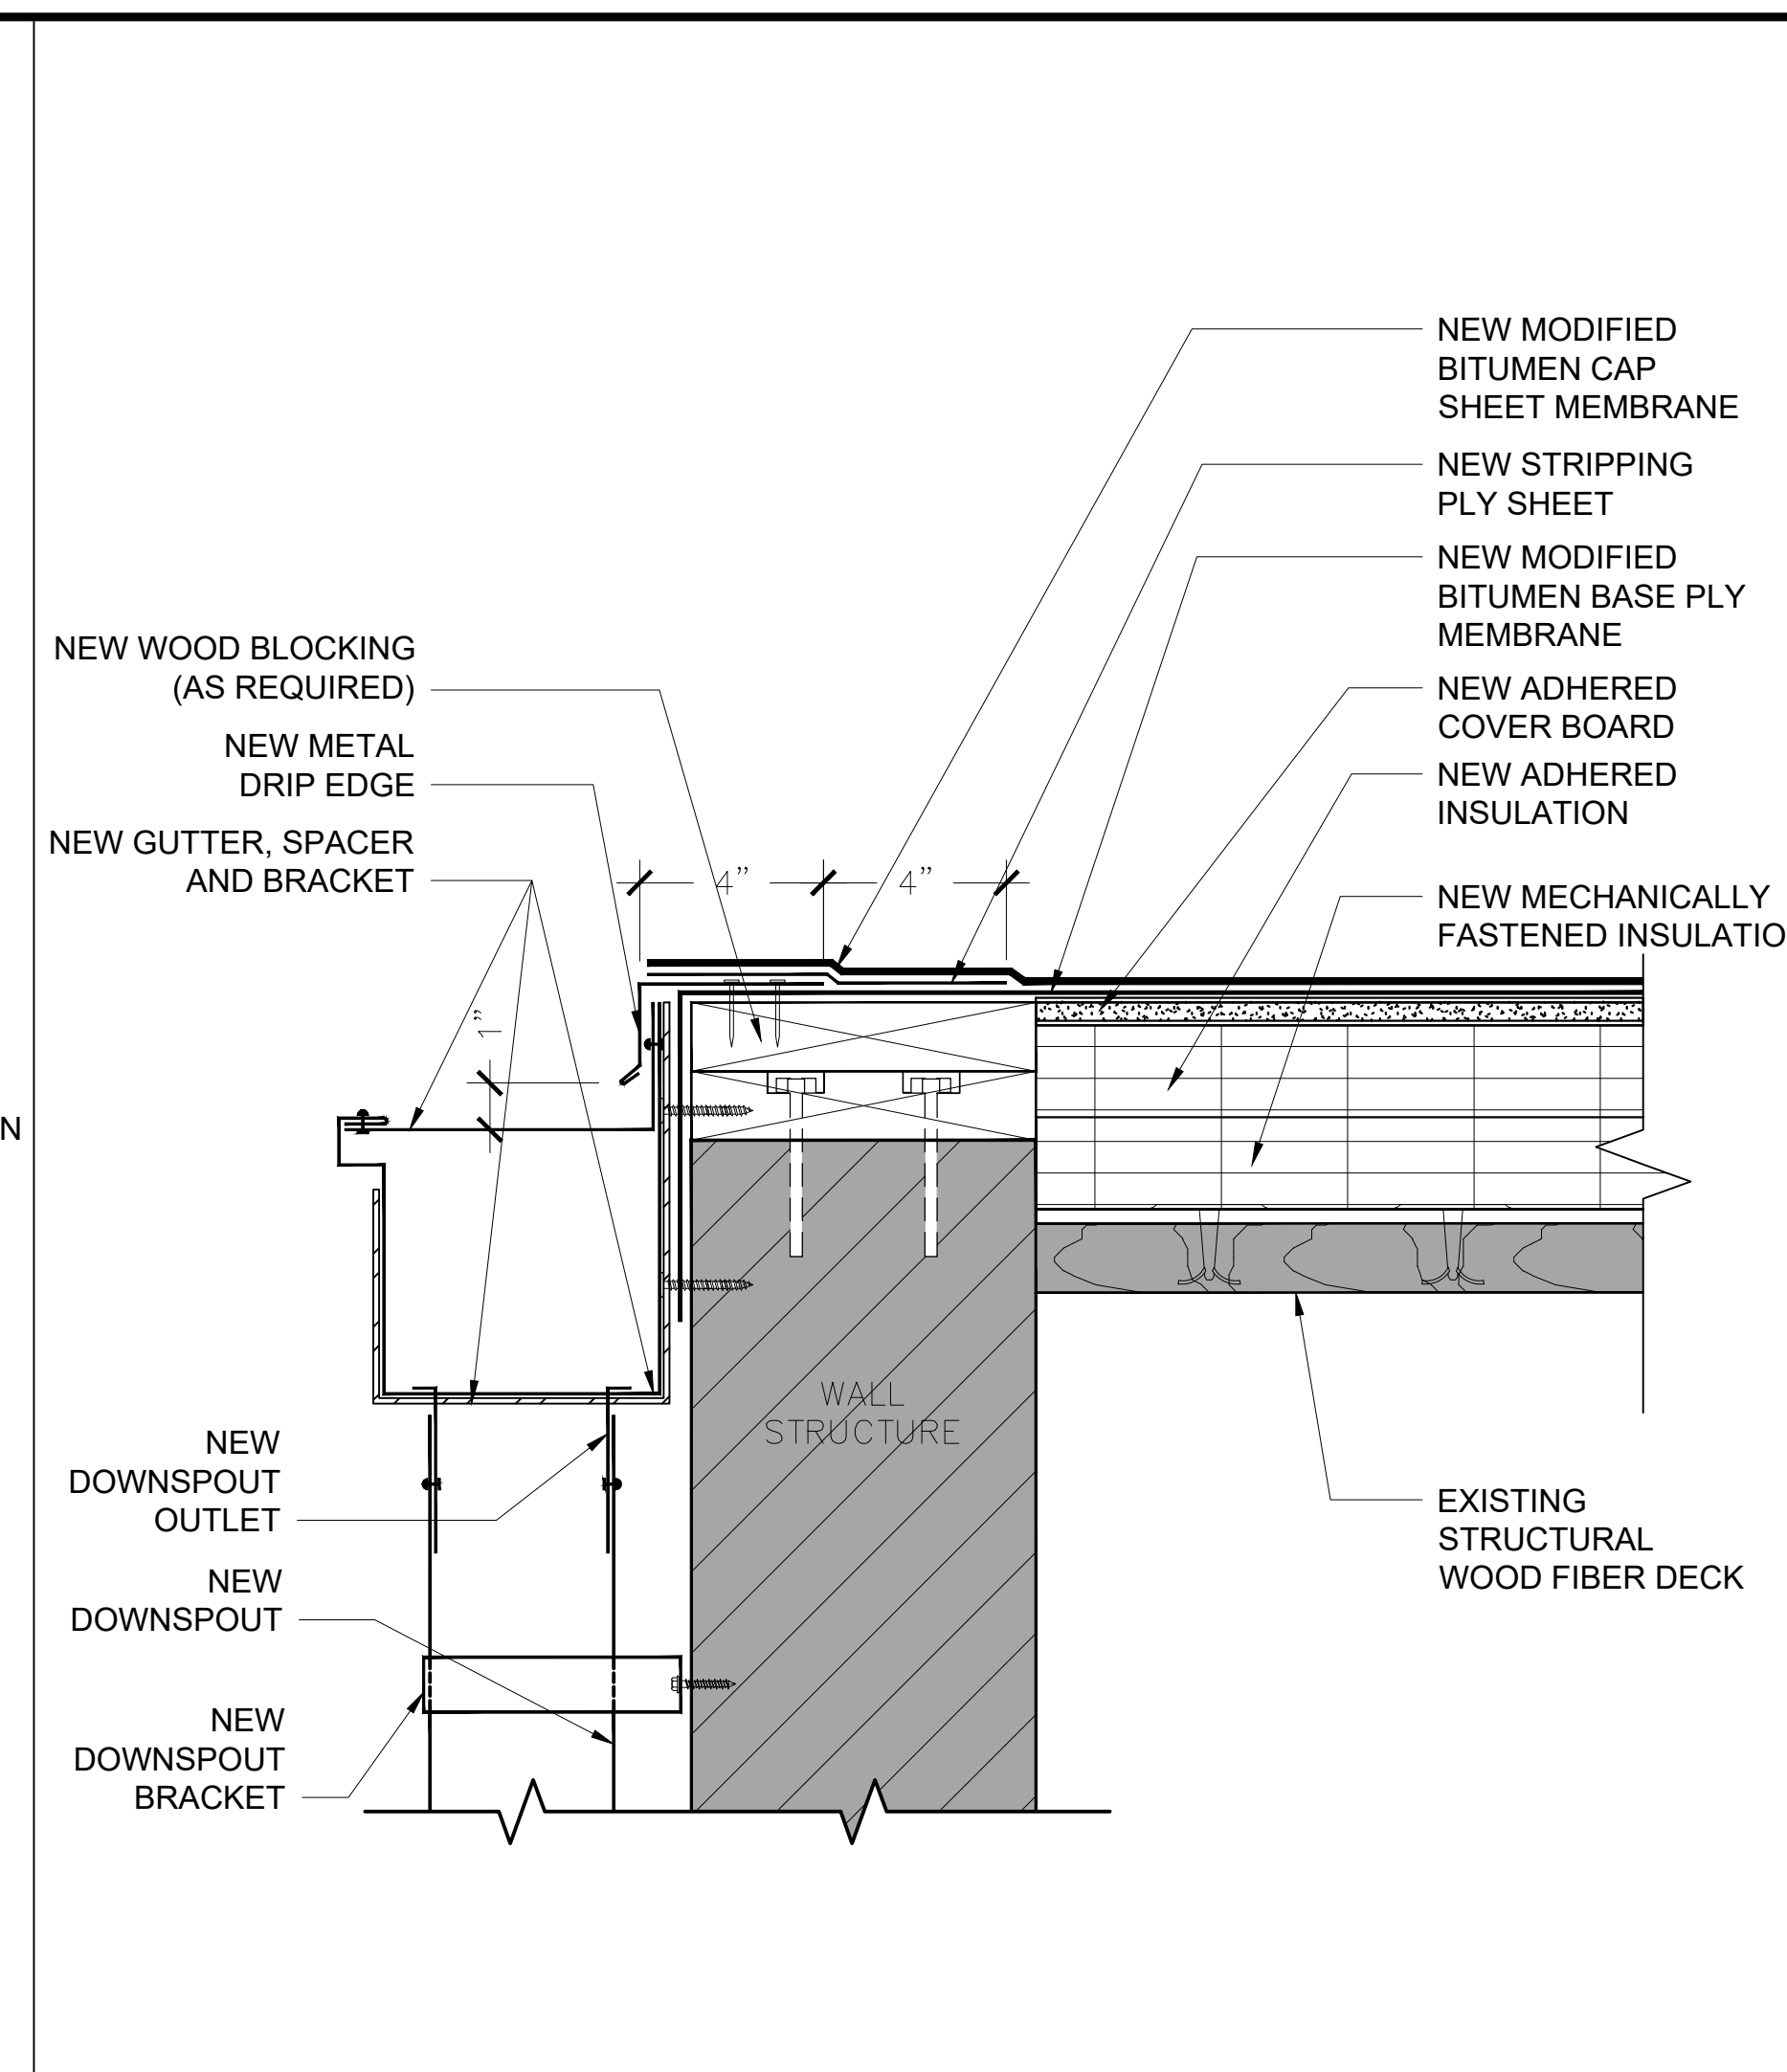 NEW MODIFIED
BITUMEN CAP
SHEET MEMBRANE
NEW STRIPPING
PLY SHEET
NEW MODIFIED
BITUMEN BASE PLY
MEMBRANE
NEW ADHERED
COVER BOARD
NEW ADHERED
INSULATION
NEW MECHANICALLY
FASTENED INSULATIO
NEW WOOD BLOCKING
(AS REQUIRED)
NEW METAL
DRIP EDGE
NEW GUTTER, SPACER
AND BRACKET
4" 4"
1"
N
WALL
STRUCTURE
NEW
DOWNSPOUT
OUTLET
NEW
DOWNSPOUT
NEW
DOWNSPOUT
BRACKET
EXISTING
STRUCTURAL
WOOD FIBER DECK